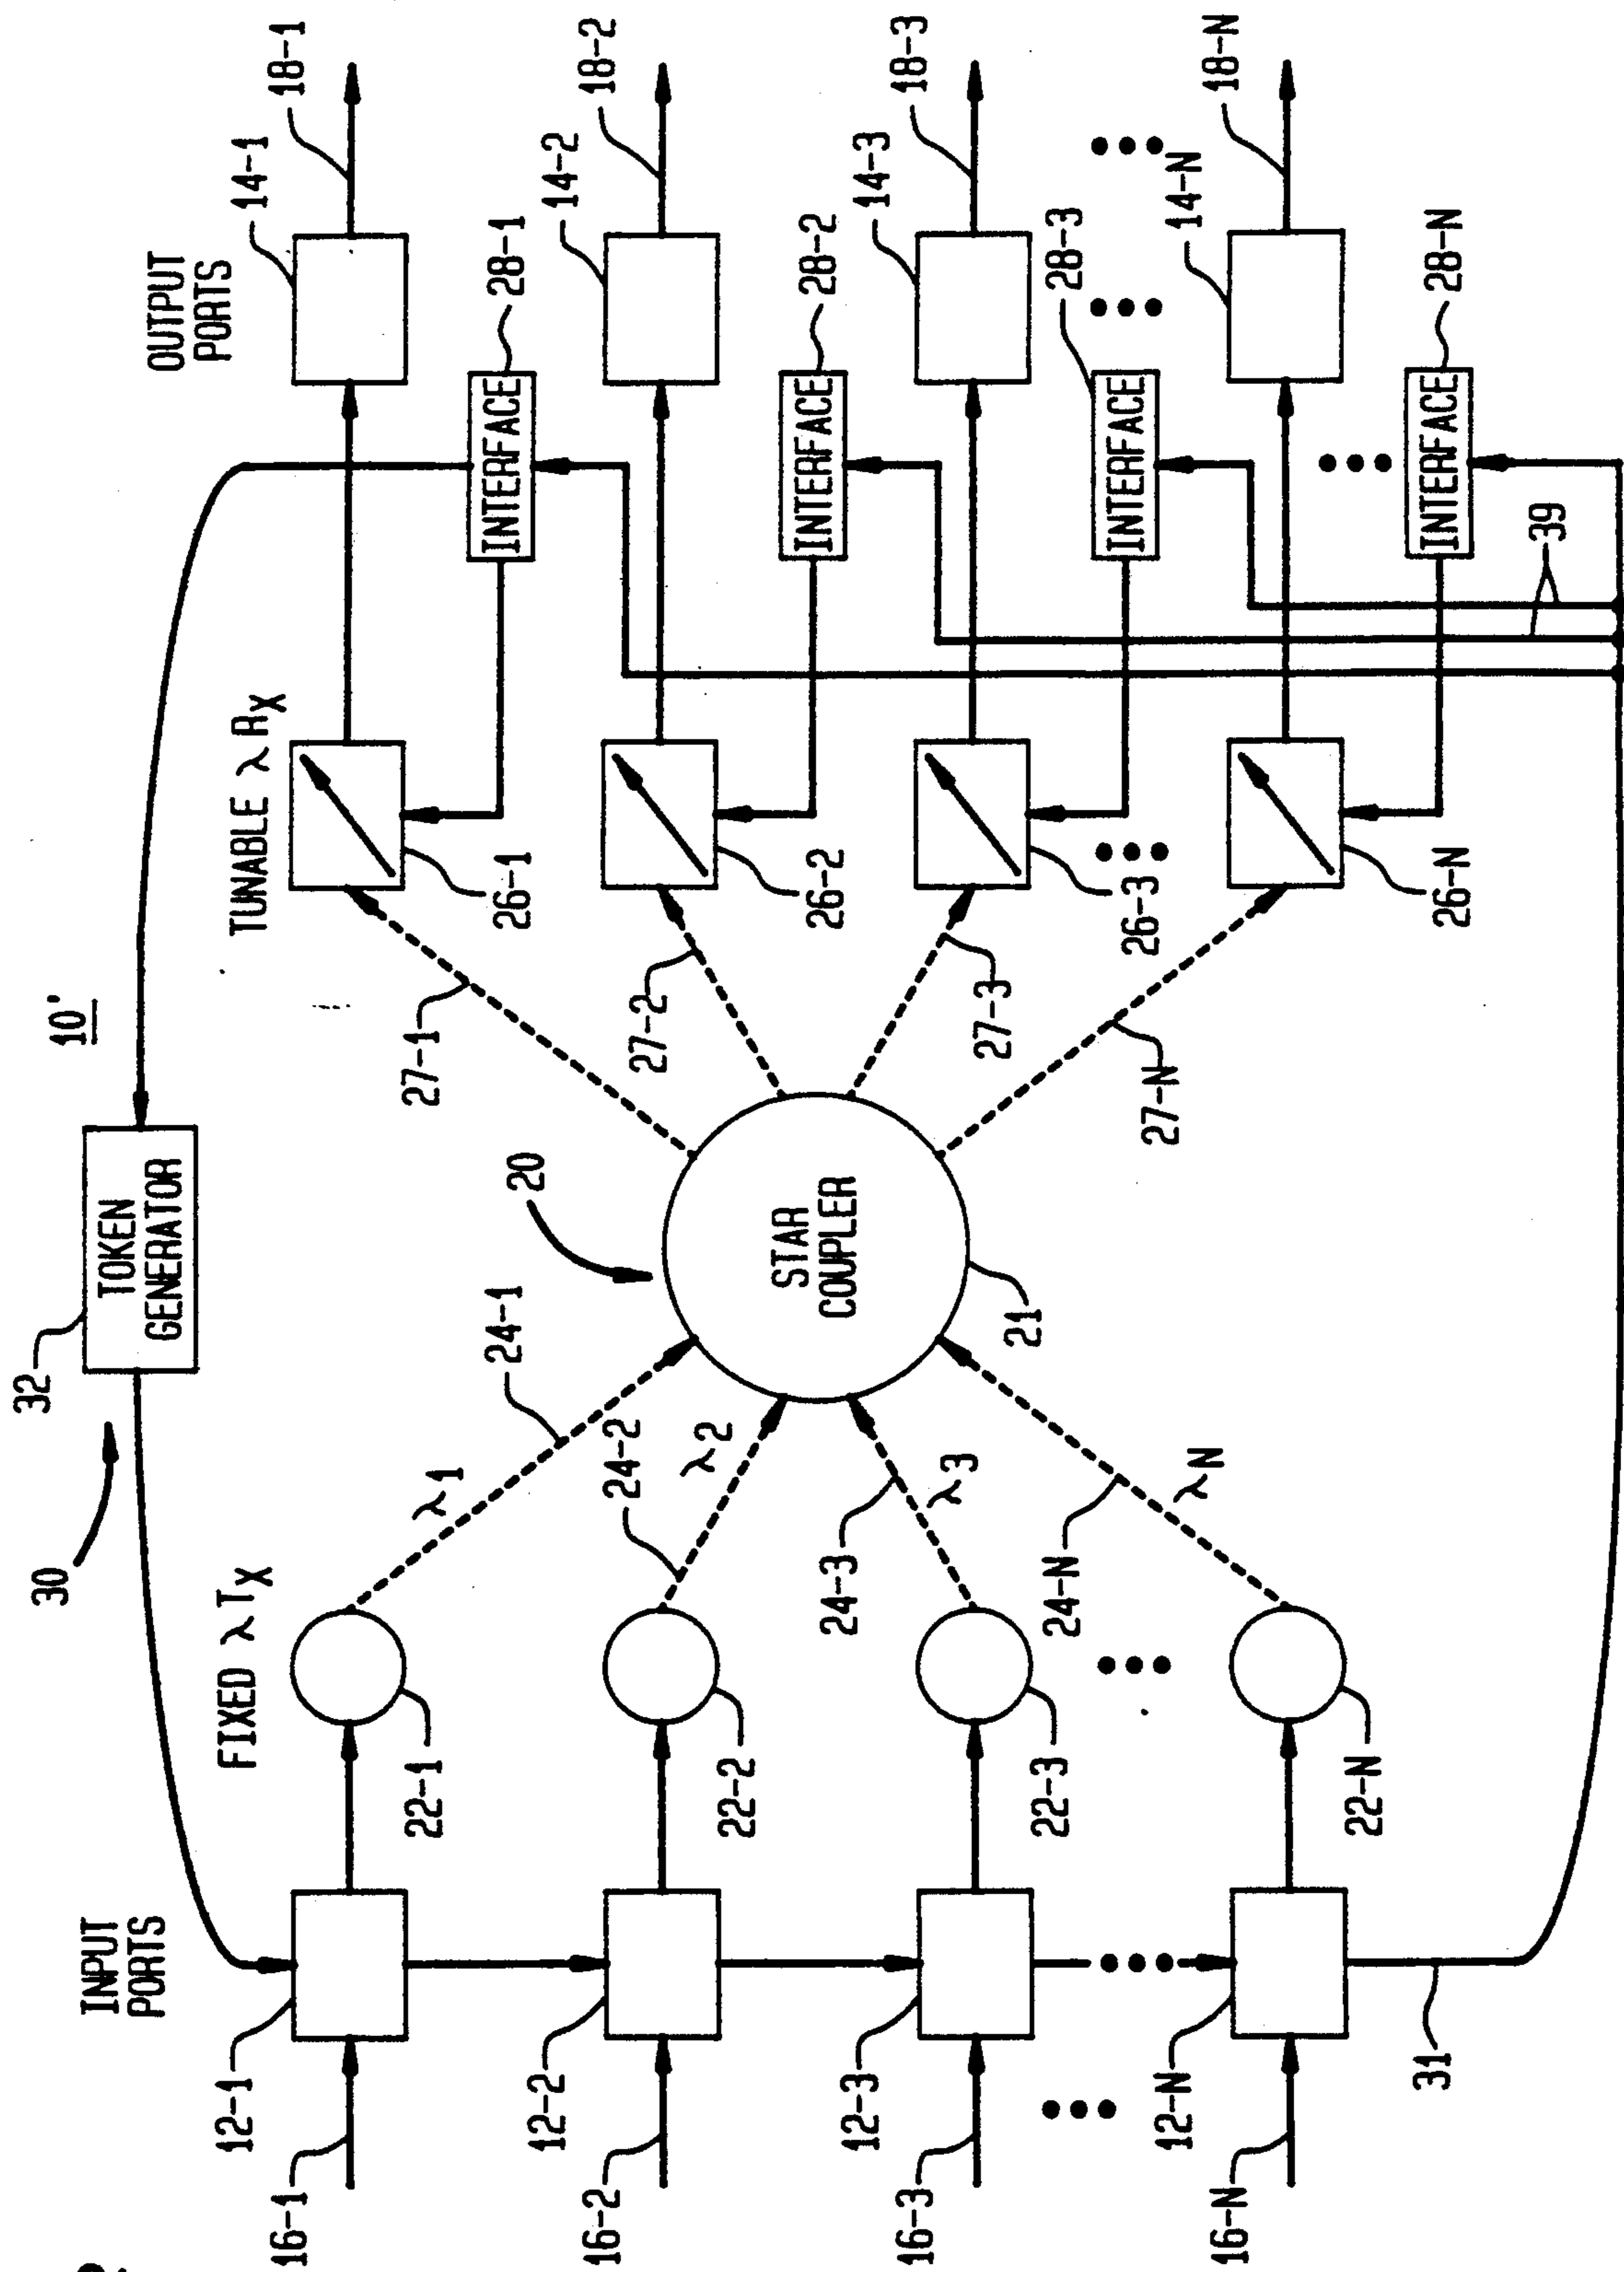 10'
30
32
TOKEN
GENERATOR
INPUT
PORTS
FIXED λ TX
TUNABLE λ RX
OUTPUT
PORTS
16-1
12-1
22-1
λ1
24-1
20
27-1
26-1
28-1
INTERFACE
14-1
18-1
16-2
12-2
22-2
24-2
λ2
STAR
COUPLER
21
27-2
26-2
28-2
INTERFACE
14-2
18-2
16-3
12-3
22-3
24-3
λ3
27-3
26-3
28-3
INTERFACE
14-3
18-3
16-N
12-N
22-N
24-N
λN
27-N
26-N
28-N
INTERFACE
14-N
18-N
31
39